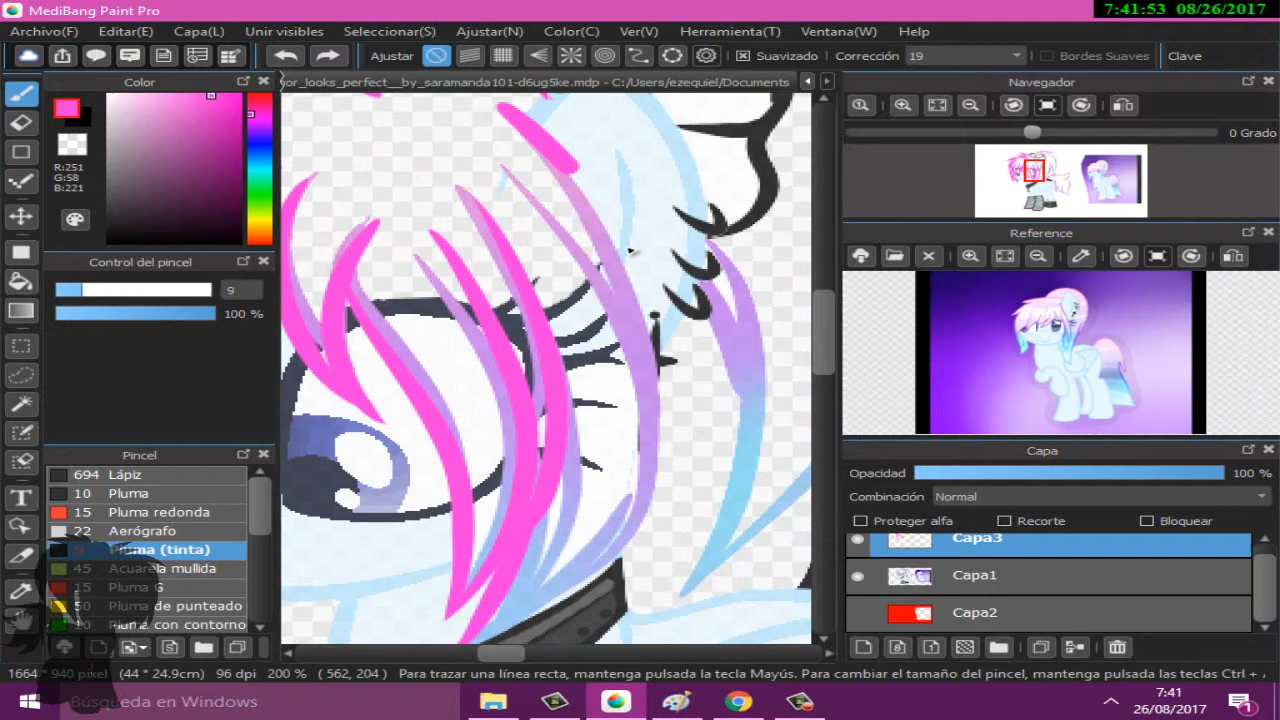 MediBang Paint Pro
7:41:53 08/26/2017
Archivo(F) Editar(E) Capa(L) Unir visibles Seleccionar(S) Ajustar(N) Color(C) Ver(V) Herramienta(T) Ventana(W) Help
Ajustar Suavizado Corrección 19 Bordes Suaves Clave
Color
or_looks_perfect__by_saramanda101-d6ug5ke.mdp - C:/Users/ezequiel/Documents
Navegador
R:251
G:58
B:221
0 Grado
Reference
Control del pincel
9
100 %
Pincel
694 Lápiz
10 Pluma
15 Pluma redonda
22 Aerógrafo
9 Pluma (tinta)
45 Acuarela mullida
15 Pluma G
50 Pluma de punteado
10 Pluma con contorno
Capa
Opacidad 100 %
Combinación Normal
Proteger alfa Recorte Bloquear
Capa3
Capa1
Capa2
1664 * 940 pixel (44 * 24.9cm) 96 dpi 200 % ( 562, 204 ) Para trazar una línea recta, mantenga pulsada la tecla Mayús. Para cambiar el tamaño del pincel, mantenga pulsadas las teclas Ctrl +
Búsqueda en Windows
7:41
26/08/2017
1